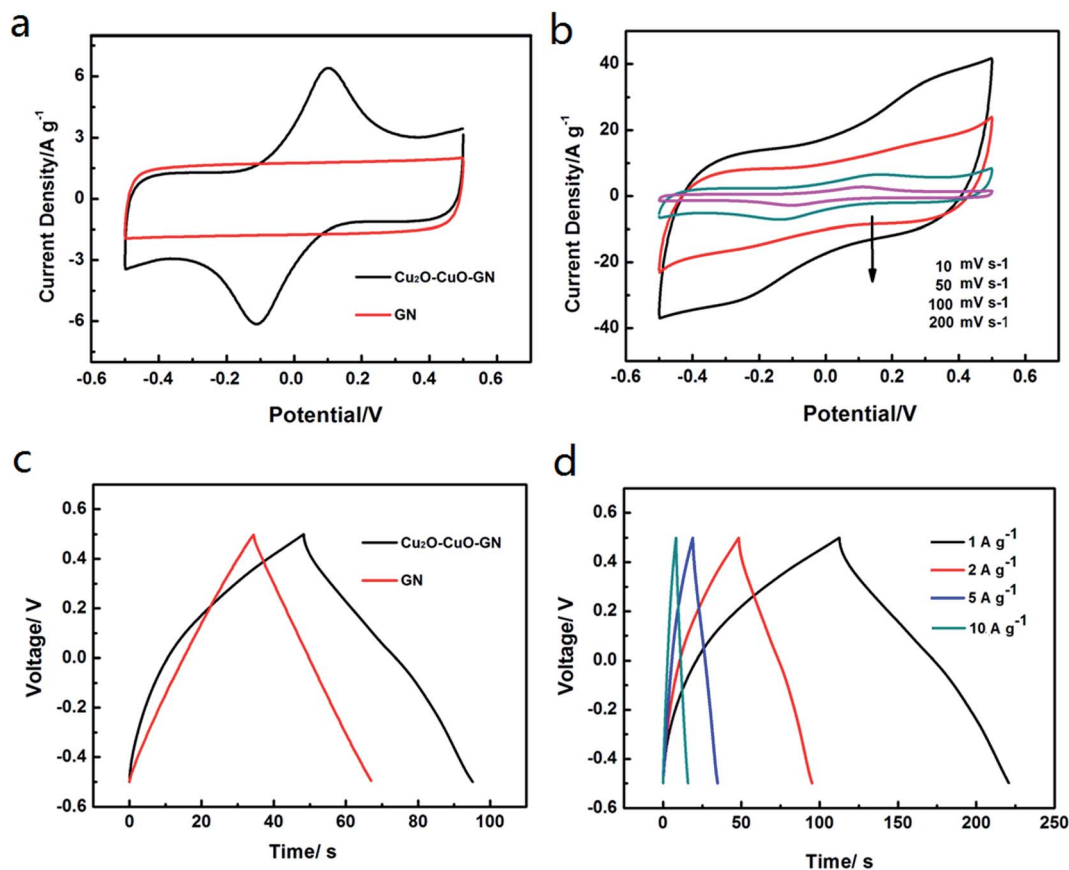 a
Current Density/A g⁻¹
6
3
0
-3
-6
Cu₂O-CuO-GN
GN
-0.6 -0.4 -0.2 0.0 0.2 0.4 0.6
Potential/V
b
Current Density/A g⁻¹
40
20
0
-20
-40
10 mV s-1
50 mV s-1
100 mV s-1
200 mV s-1
-0.6 -0.4 -0.2 0.0 0.2 0.4 0.6
Potential/V
c
Voltage/ V
0.6
0.4
0.2
0.0
-0.2
-0.4
-0.6
Cu₂O-CuO-GN
GN
0 20 40 60 80 100
Time/ s
d
Voltage/ V
0.6
0.4
0.2
0.0
-0.2
-0.4
-0.6
1 A g⁻¹
2 A g⁻¹
5 A g⁻¹
10 A g⁻¹
0 50 100 150 200 250
Time/ s